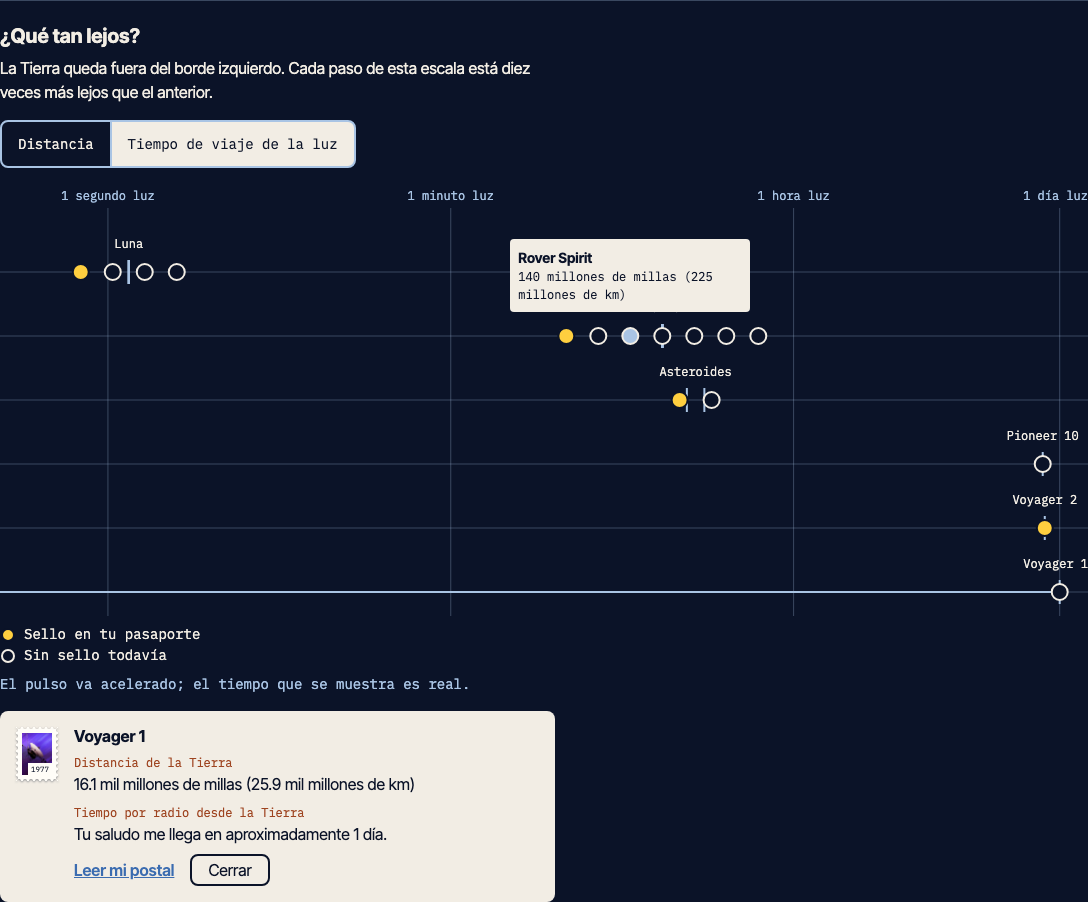 ¿Qué tan lejos?
La Tierra queda fuera del borde izquierdo. Cada paso de esta escala está diez
veces más lejos que el anterior.
Distancia
Tiempo de viaje de la luz
1 segundo luz
1 minuto luz
1 hora luz
1 día luz
Luna
Rover Spirit
140 millones de millas (225
millones de km)
Asteroides
Pioneer 10
Voyager 2
Voyager 1
Sello en tu pasaporte
Sin sello todavía
El pulso va acelerado; el tiempo que se muestra es real.
1977
Voyager 1
Distancia de la Tierra
16.1 mil millones de millas (25.9 mil millones de km)
Tiempo por radio desde la Tierra
Tu saludo me llega en aproximadamente 1 día.
Leer mi postal
Cerrar